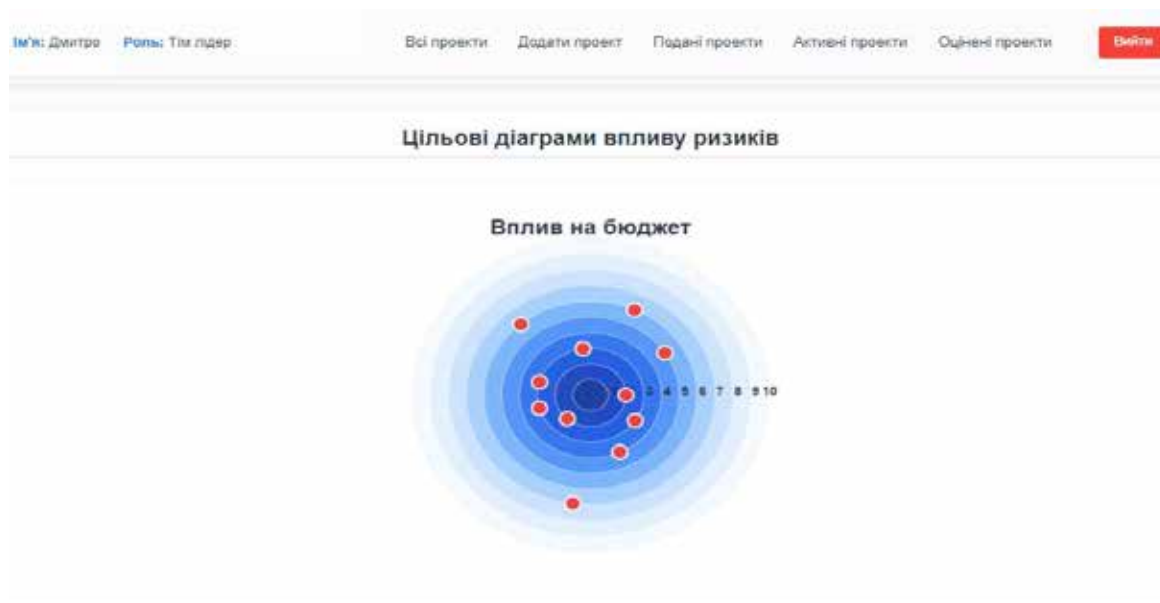 Ім'я: Дмитро Роль: Тім лідер Всі проекти Додати проект Подані проекти Активні проекти Оцінені проекти Вийти
Цільові діаграми впливу ризиків
Вплив на бюджет
3 4 5 6 7 8 9 10